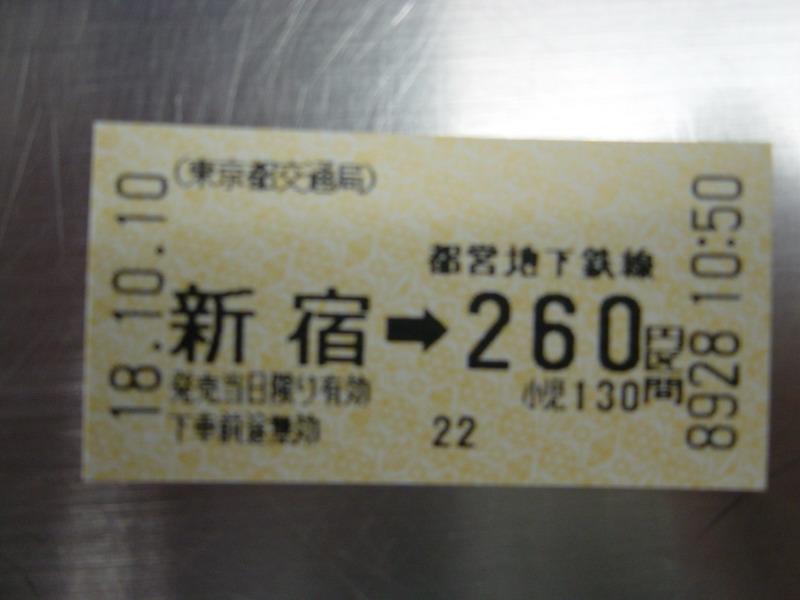 18.10.10
(東京都交通局)
都営地下鉄線
新宿➡260円区間
発売当日限り有効
小児130
下車前途無効
22
8928 10:50